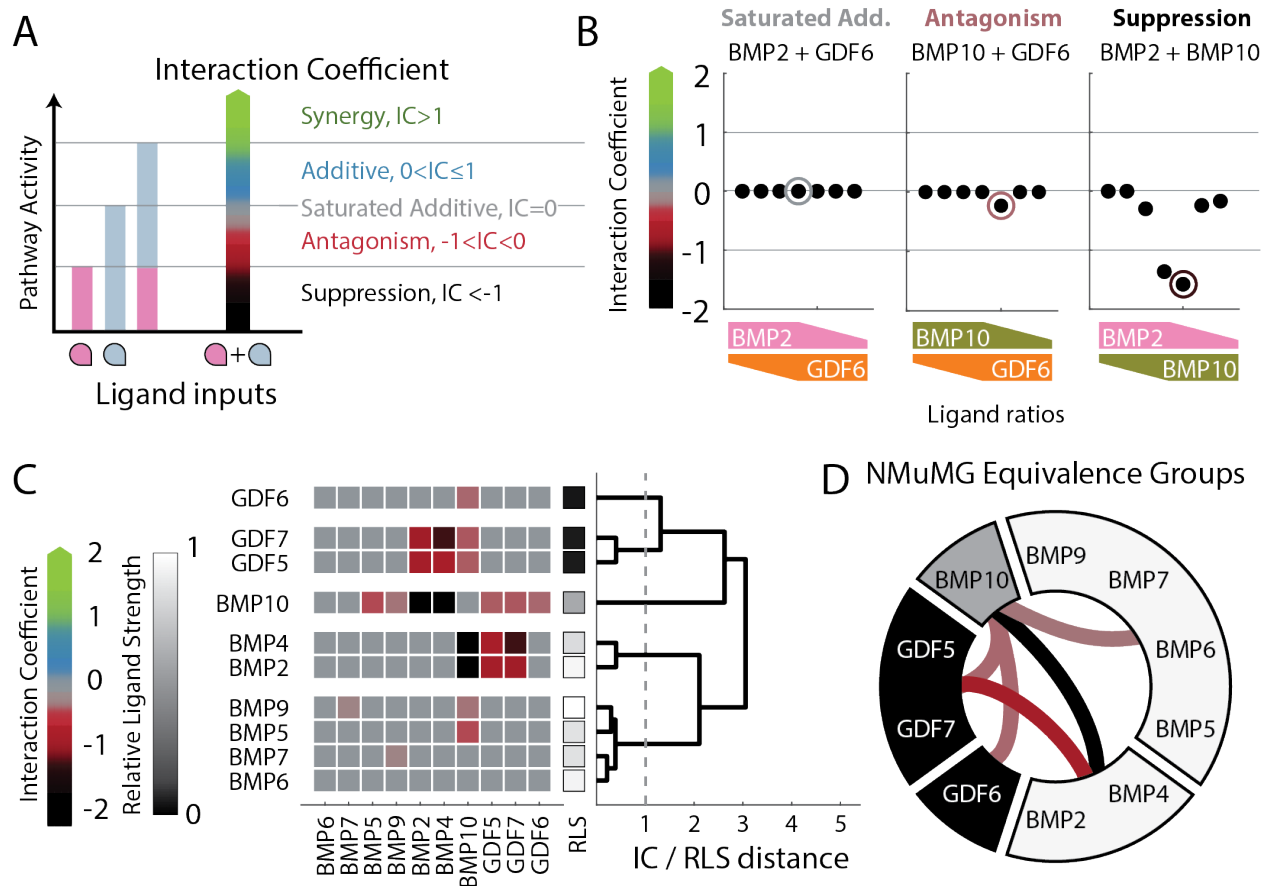 A
Interaction Coefficient
Pathway Activity
Synergy, IC>1
Additive, 0<IC≤1
Saturated Additive, IC=0
Antagonism, -1<IC<0
Suppression, IC <-1
+
Ligand inputs
B
Saturated Add.
BMP2 + GDF6
Antagonism
BMP10 + GDF6
Suppression
BMP2 + BMP10
Interaction Coefficient
2
1
0
-1
-2
BMP2
GDF6
BMP10
GDF6
BMP2
BMP10
Ligand ratios
C
Interaction Coefficient
2
1
0
-1
-2
Relative Ligand Strength
1
0
GDF6
GDF7
GDF5
BMP10
BMP4
BMP2
BMP9
BMP5
BMP7
BMP6
BMP6
BMP7
BMP5
BMP9
BMP2
BMP4
BMP10
GDF5
GDF7
GDF6
RLS
1 2 3 4 5
IC / RLS distance
D
NMuMG Equivalence Groups
BMP9
BMP7
BMP10
BMP6
GDF5
GDF7
BMP5
GDF6
BMP4
BMP2